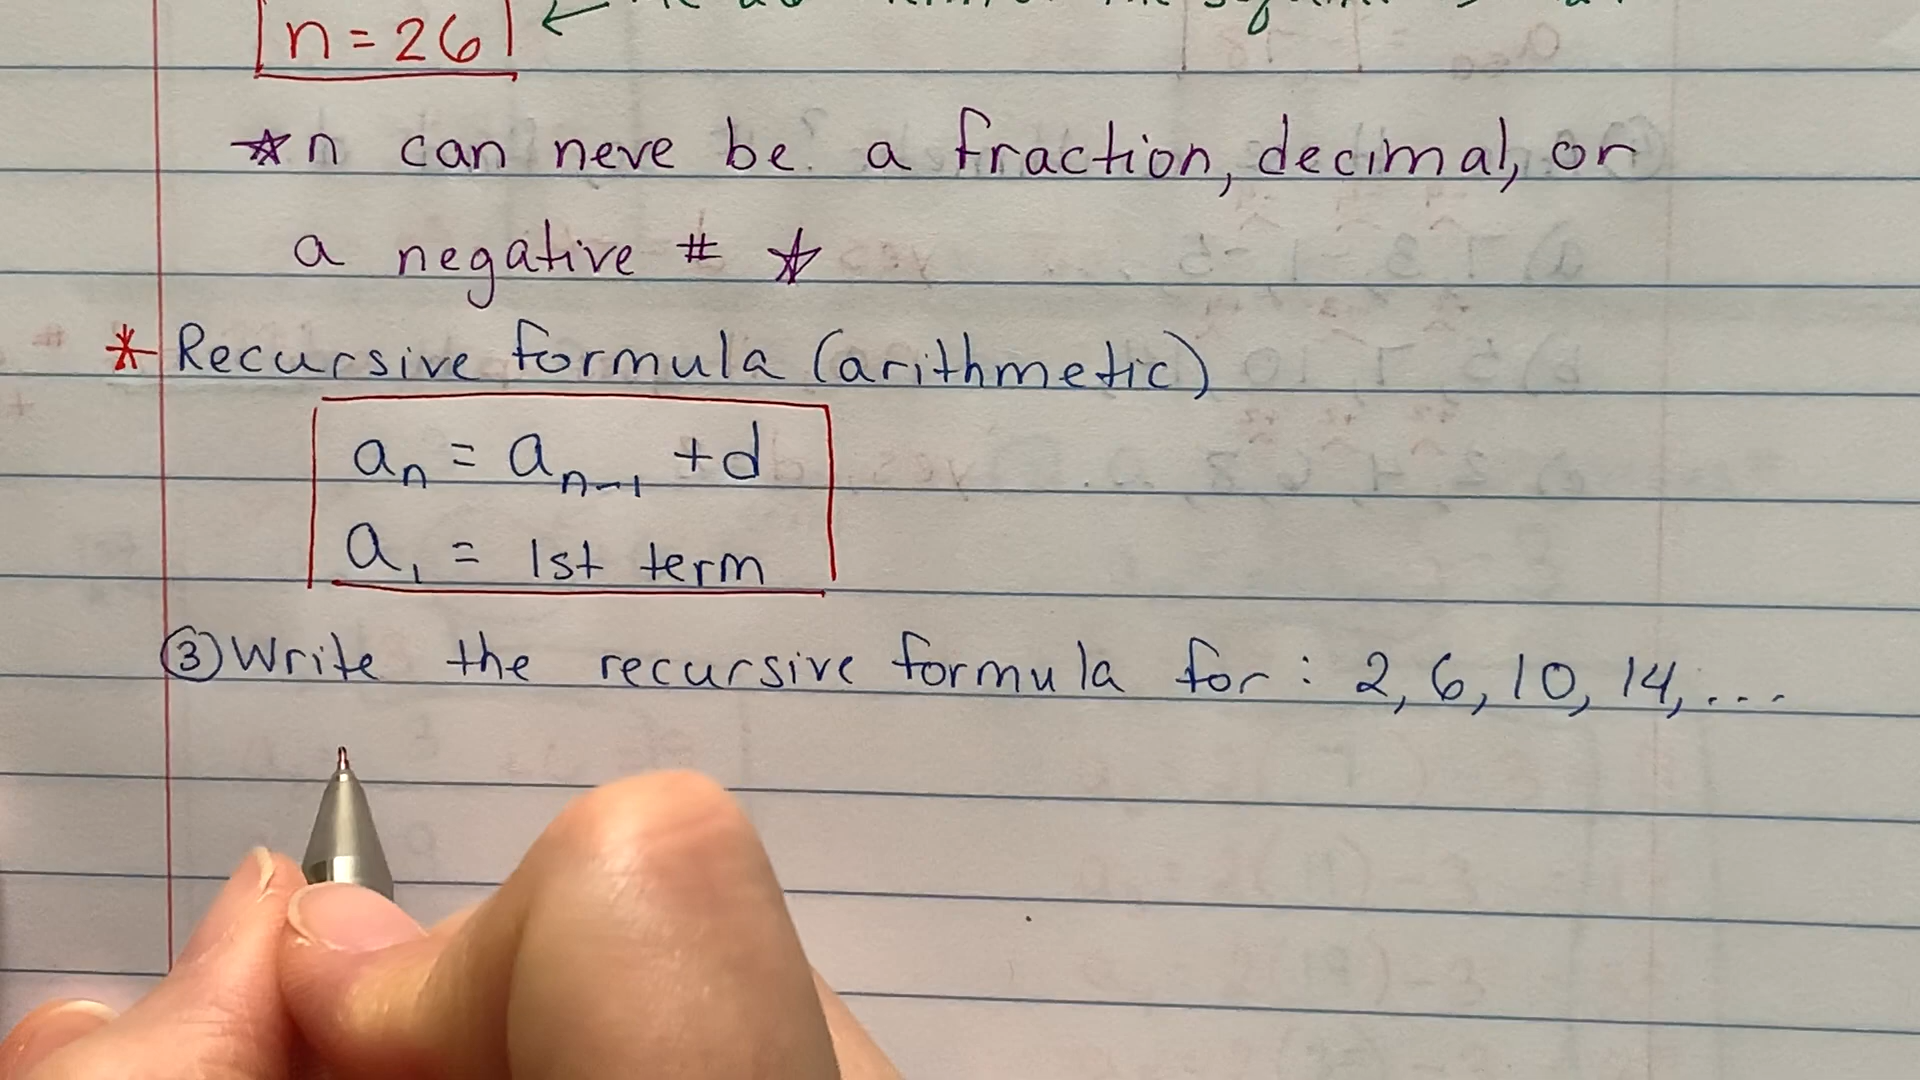 n = 26 ←
☆ n can neve be a fraction, decimal, or
a negative # ☆
* Recursive formula (arithmetic)
aₙ = aₙ₋₁ + d
a₁ = 1st term
③ Write the recursive formula for : 2, 6, 10, 14, ...